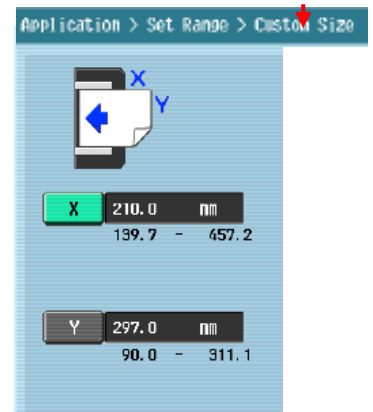 Application > Set Range > Custom Size
X
Y
X 210.0 mm
139.7 - 457.2
Y 297.0 mm
90.0 - 311.1